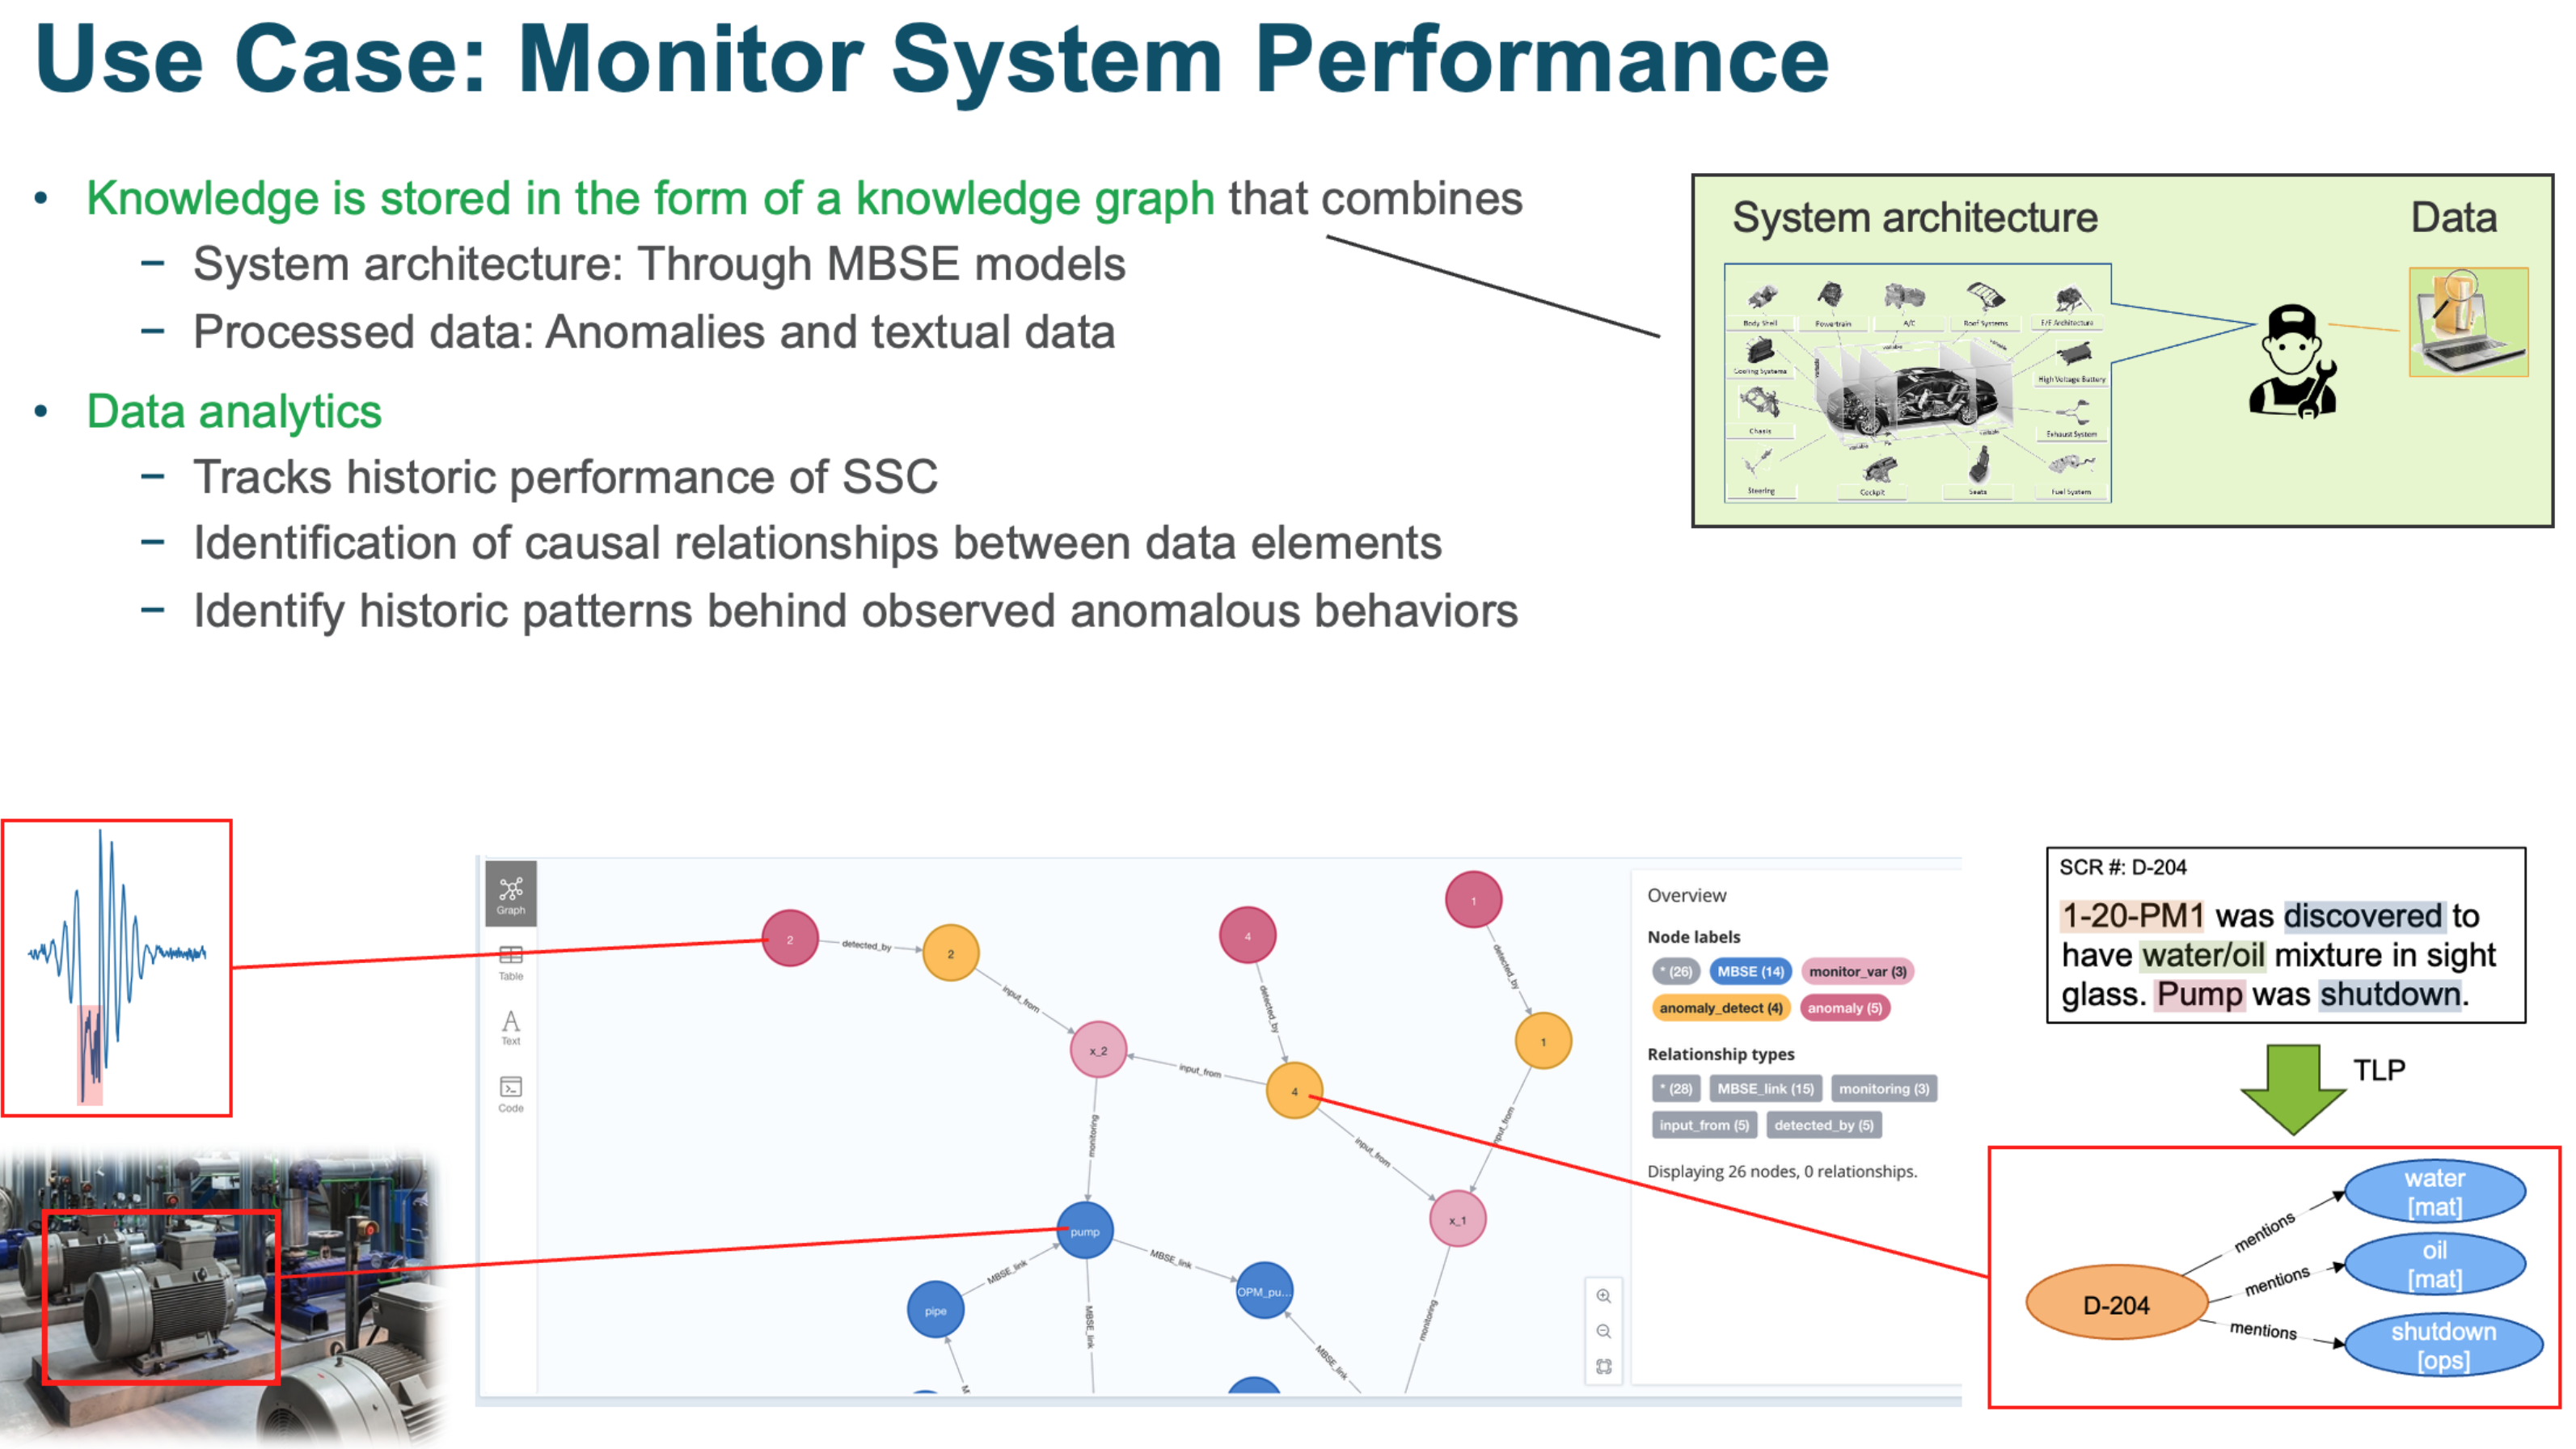 Use Case: Monitor System Performance
• Knowledge is stored in the form of a knowledge graph that combines
– System architecture: Through MBSE models
– Processed data: Anomalies and textual data
• Data analytics
– Tracks historic performance of SSC
– Identification of causal relationships between data elements
– Identify historic patterns behind observed anomalous behaviors
System architecture
Data
Body Shell
Powertrain
A/C
Roof Systems
E/E Architecture
variable
variable
Cooling Systems
variable
High Voltage Battery
Chasis
Exhaust System
variable
variable
Steering
Cockpit
Seats
Fuel System
Graph
Table
Text
Code
2
detected_by
2
input_from
x_2
4
detected_by
4
input_from
input_from
1
detected_by
1
input_from
x_1
monitoring
monitoring
pump
MBSE_link
OPM_pu...
pipe
MBSE_link
MBSE_link
MBSE_link
M
Overview
Node labels
* (26)
MBSE (14)
monitor_var (3)
anomaly_detect (4)
anomaly (5)
Relationship types
* (28)
MBSE_link (15)
monitoring (3)
input_from (5)
detected_by (5)
Displaying 26 nodes, 0 relationships.
SCR #: D-204
1-20-PM1 was discovered to
have water/oil mixture in sight
glass. Pump was shutdown.
TLP
D-204
mentions
water
[mat]
mentions
oil
[mat]
mentions
shutdown
[ops]